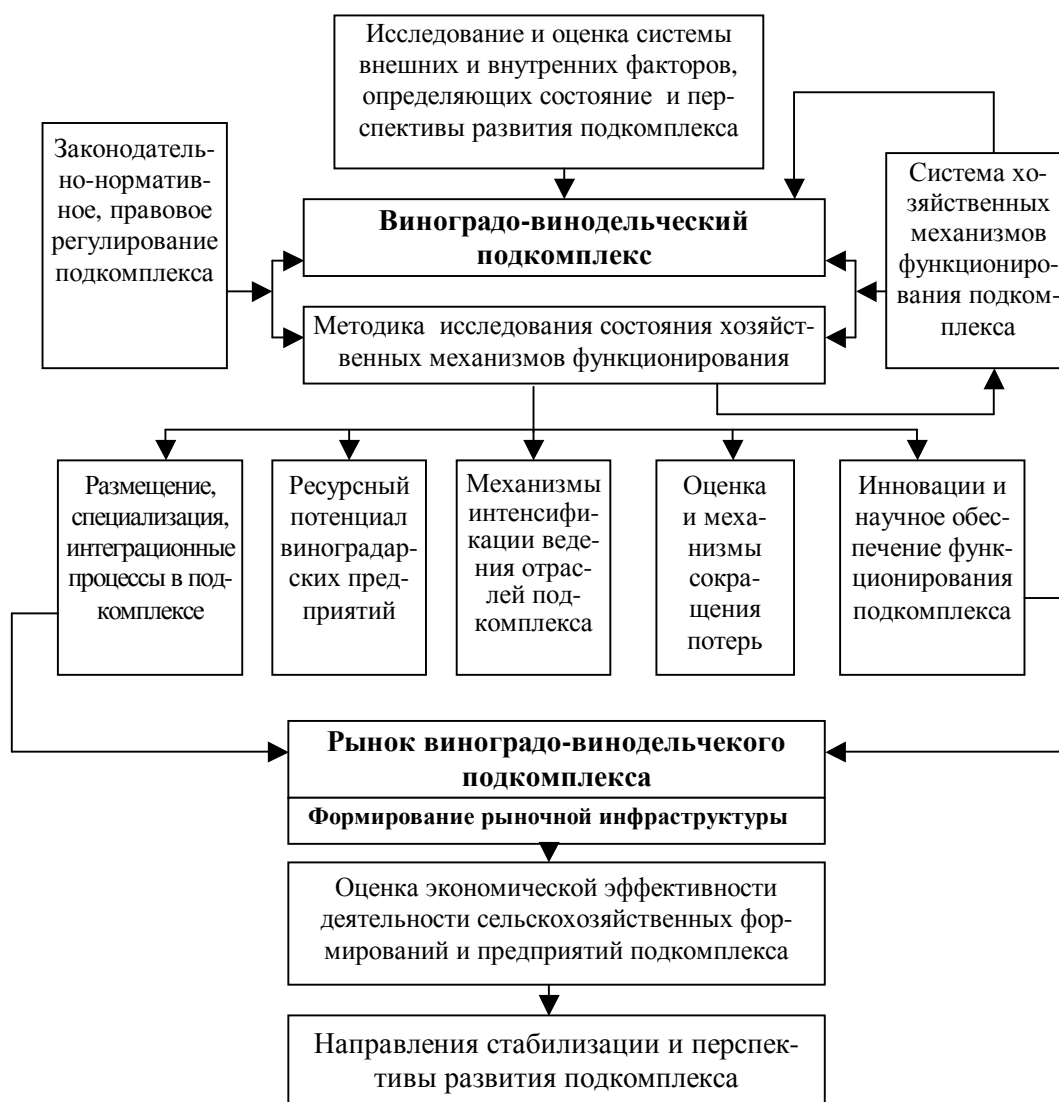 Исследование и оценка системы
внешних и внутренних факторов,
определяющих состояние и пер-
спективы развития подкомплекса
Законодатель-
но-норматив-
ное, правовое
регулирование
подкомплекса
Виноградо-винодельческий
подкомплекс
Методика исследования состояния хозяйст-
венных механизмов функционирования
Система хо-
зяйственных
механизмов
функциониро-
вания подком-
плекса
Размещение,
специализация,
интеграционные
процессы в под-
комплексе
Ресурсный
потенциал
виноградар-
ских пред-
приятий
Механизмы
интенсифи-
кации веде-
ния отрас-
лей под-
комплекса
Оценка
и меха-
низмы
сокра-
щения
потерь
Инновации и
научное обес-
печение функ-
ционирования
подкомплекса
Рынок виноградо-винодельчекого
подкомплекса
Формирование рыночной инфраструктуры
Оценка экономической эффективности
деятельности сельскохозяйственных фор-
мирований и предприятий подкомплекса
Направления стабилизации и перспек-
тивы развития подкомплекса